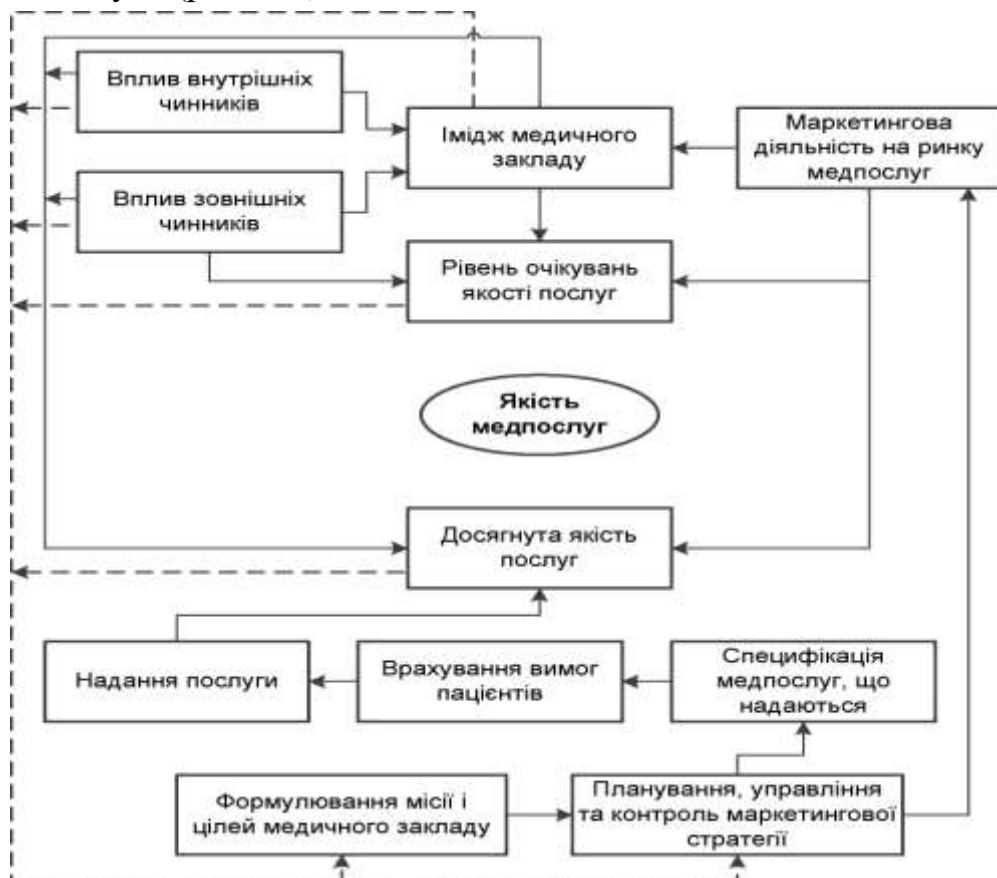 Вплив внутрішніх
чинників
Імідж медичного
закладу
Маркетингова
діяльність на ринку
медпослуг
Вплив зовнішніх
чинників
Рівень очікувань
якості послуг
Якість
медпослуг
Досягнута якість
послуг
Надання послуги
Врахування вимог
пацієнтів
Специфікація
медпослуг, що
надаються
Формулювання місії і
цілей медичного закладу
Планування, управління
та контроль маркетингової
стратегії